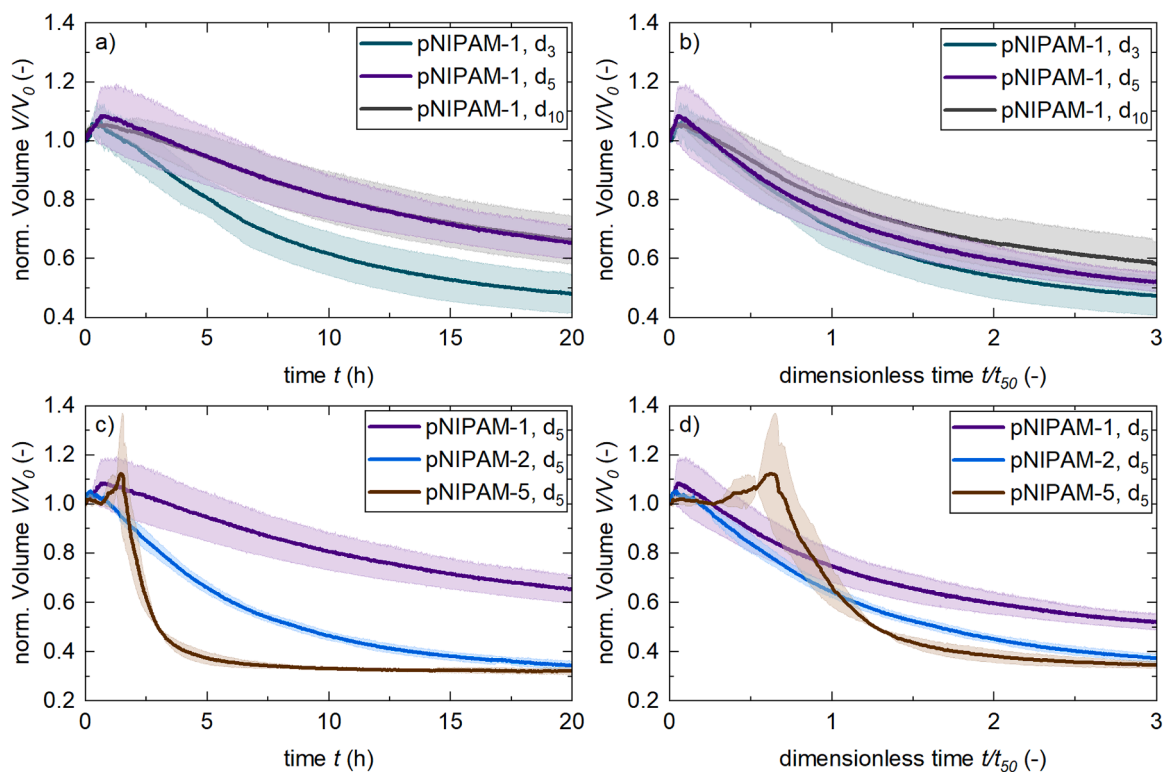 a)
pNIPAM-1, d3
pNIPAM-1, d5
pNIPAM-1, d10
norm. Volume V/V0 (-)
1.4
1.2
1.0
0.8
0.6
0.4
0 5 10 15 20
time t (h)
b)
pNIPAM-1, d3
pNIPAM-1, d5
pNIPAM-1, d10
norm. Volume V/V0 (-)
1.4
1.2
1.0
0.8
0.6
0.4
0 1 2 3
dimensionless time t/t50 (-)
c)
pNIPAM-1, d5
pNIPAM-2, d5
pNIPAM-5, d5
norm. Volume V/V0 (-)
1.4
1.2
1.0
0.8
0.6
0.4
0.2
0 5 10 15 20
time t (h)
d)
pNIPAM-1, d5
pNIPAM-2, d5
pNIPAM-5, d5
norm. Volume V/V0 (-)
1.4
1.2
1.0
0.8
0.6
0.4
0.2
0 1 2 3
dimensionless time t/t50 (-)